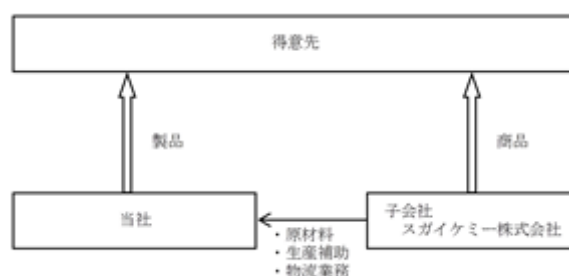 得意先
製品
商品
当社
子会社
スガイケミー株式会社
・原材料
・生産補助
・物流業務